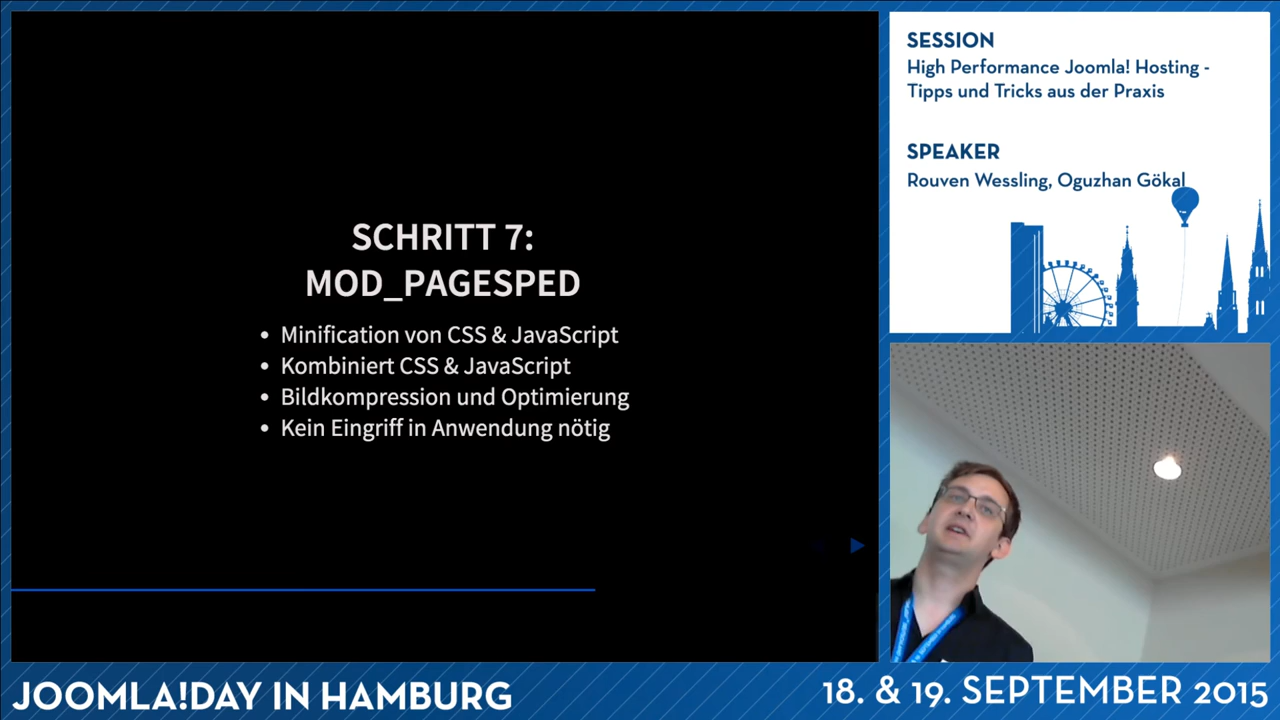 SCHRITT 7:
MOD_PAGESPED
• Minification von CSS & JavaScript
• Kombiniert CSS & JavaScript
• Bildkompression und Optimierung
• Kein Eingriff in Anwendung nötig
SESSION
High Performance Joomla! Hosting -
Tipps und Tricks aus der Praxis
SPEAKER
Rouven Wessling, Oguzhan Gökal
JOOMLA!DAY IN HAMBURG
18. & 19. SEPTEMBER 2015